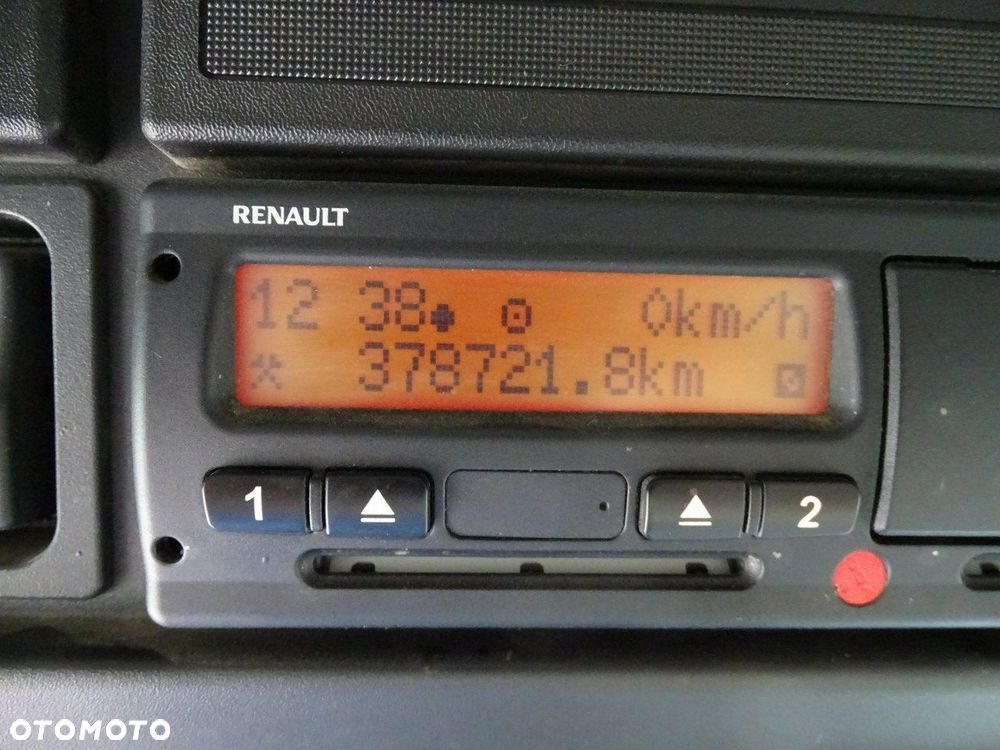 RENAULT
12 38 0km/h
378721.8km
1 2
OTOMOTO